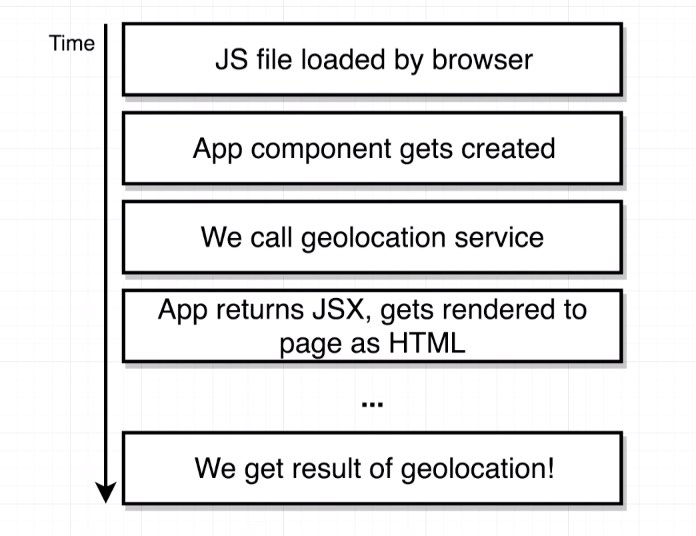 Time
JS file loaded by browser
App component gets created
We call geolocation service
App returns JSX, gets rendered to
page as HTML
...
We get result of geolocation!